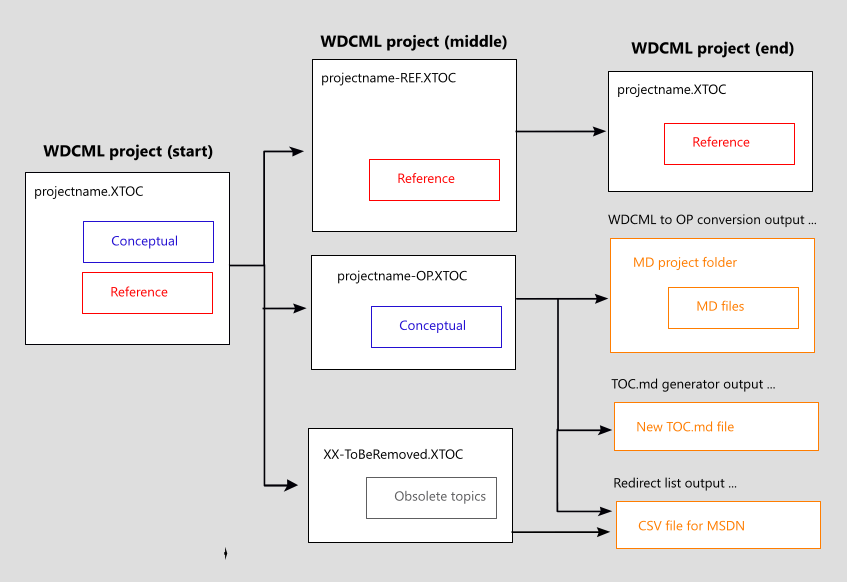 WDCML project (start)
projectname.XTOC
Conceptual
Reference
WDCML project (middle)
projectname-REF.XTOC
Reference
projectname-OP.XTOC
Conceptual
XX-ToBeRemoved.XTOC
Obsolete topics
WDCML project (end)
projectname.XTOC
Reference
WDCML to OP conversion output ...
MD project folder
MD files
TOC.md generator output ...
New TOC.md file
Redirect list output ...
CSV file for MSDN